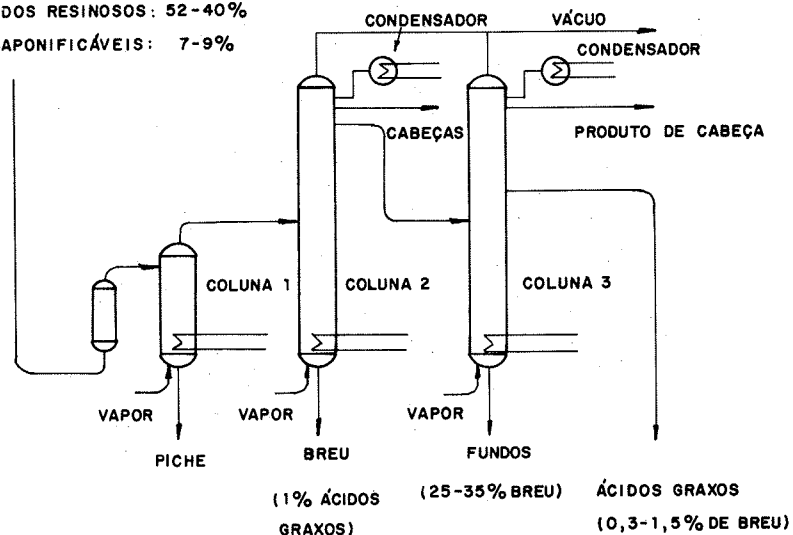 DOS RESINOSOS: 52-40%
APONIFICÁVEIS: 7-9%
CONDENSADOR
VÁCUO
CONDENSADOR
CABEÇAS
PRODUTO DE CABEÇA
COLUNA 1
COLUNA 2
COLUNA 3
VAPOR
VAPOR
VAPOR
PICHE
BREU
(1% ÁCIDOS
GRAXOS)
FUNDOS
(25-35% BREU)
ÁCIDOS GRAXOS
(0,3-1,5% DE BREU)